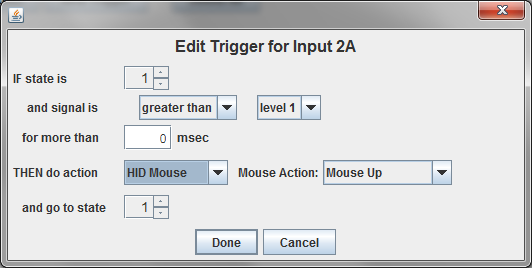 Edit Trigger for Input 2A
IF state is 1
and signal is greater than level 1
for more than 0 msec
THEN do action HID Mouse Mouse Action: Mouse Up
and go to state 1
Done Cancel